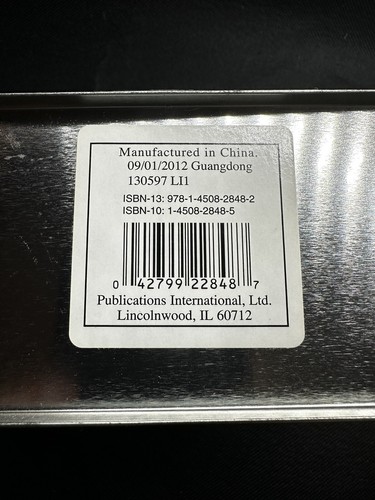 Manufactured in China.
09/01/2012 Guangdong
130597 LI1
ISBN-13: 978-1-4508-2848-2
ISBN-10: 1-4508-2848-5
0 42799 22848 7
Publications International, Ltd.
Lincolnwood, IL 60712